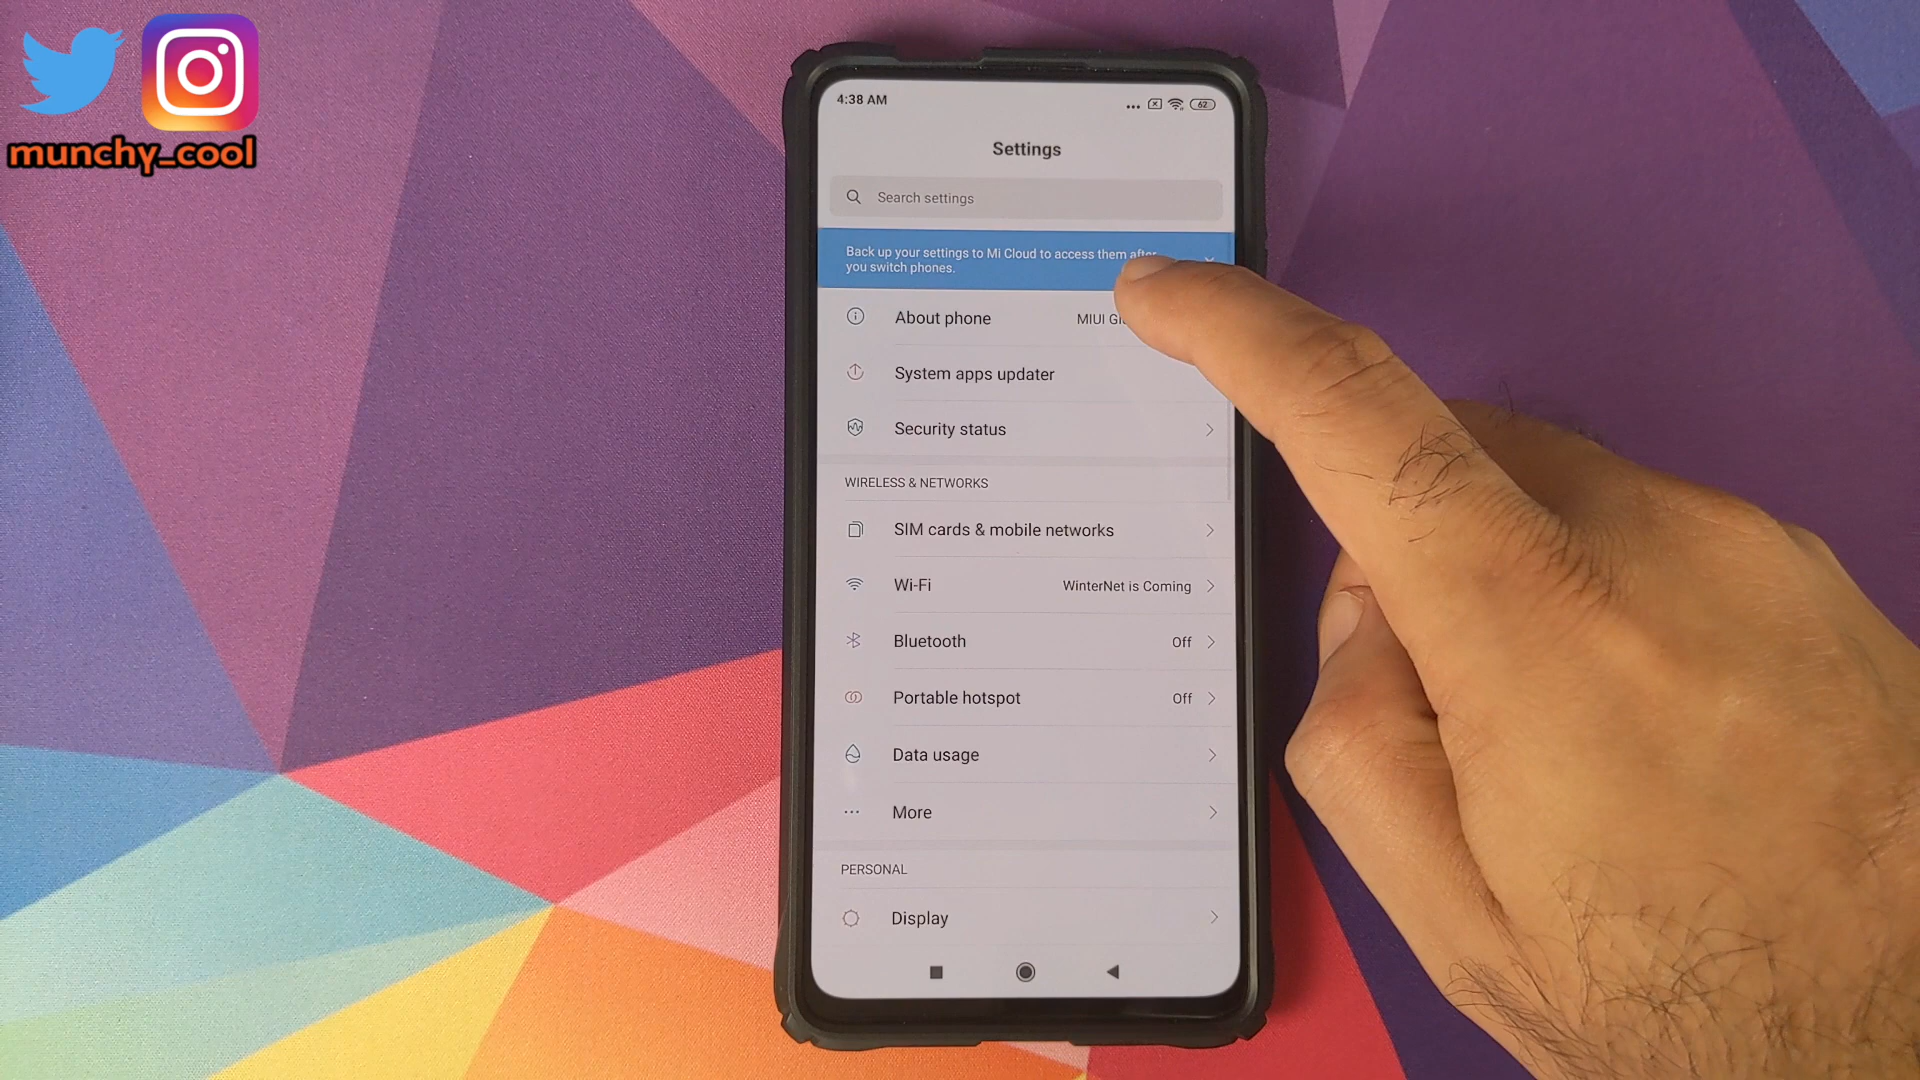 munchy_cool
4:38 AM
62
Settings
Search settings
Back up your settings to Mi Cloud to access them after
you switch phones.
About phone MIUI
System apps updater
Security status
WIRELESS & NETWORKS
SIM cards & mobile networks
Wi-Fi WinterNet is Coming
Bluetooth Off
Portable hotspot Off
Data usage
More
PERSONAL
Display